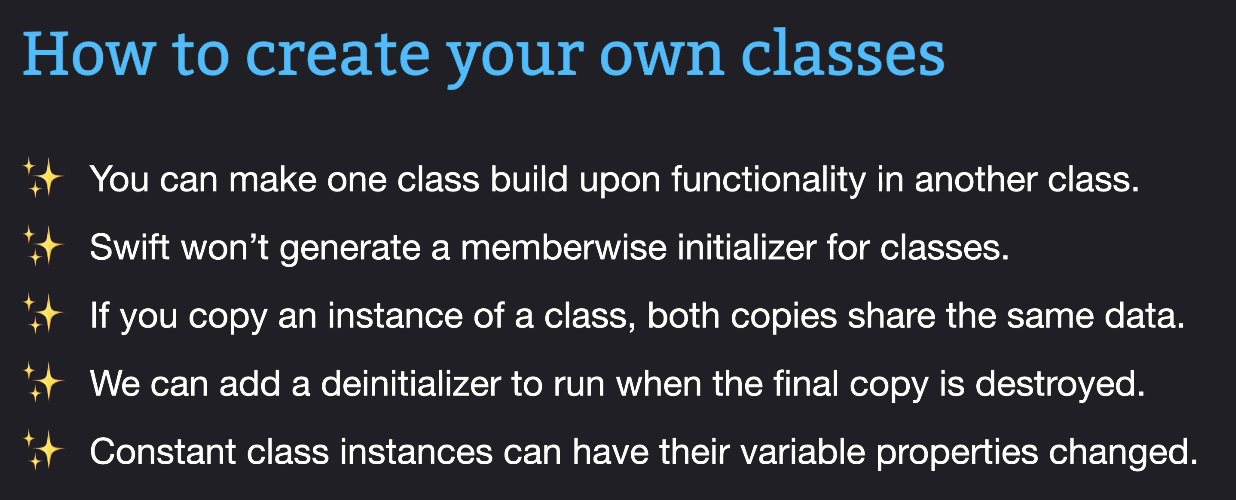 How to create your own classes
You can make one class build upon functionality in another class.
Swift won’t generate a memberwise initializer for classes.
If you copy an instance of a class, both copies share the same data.
We can add a deinitializer to run when the final copy is destroyed.
Constant class instances can have their variable properties changed.